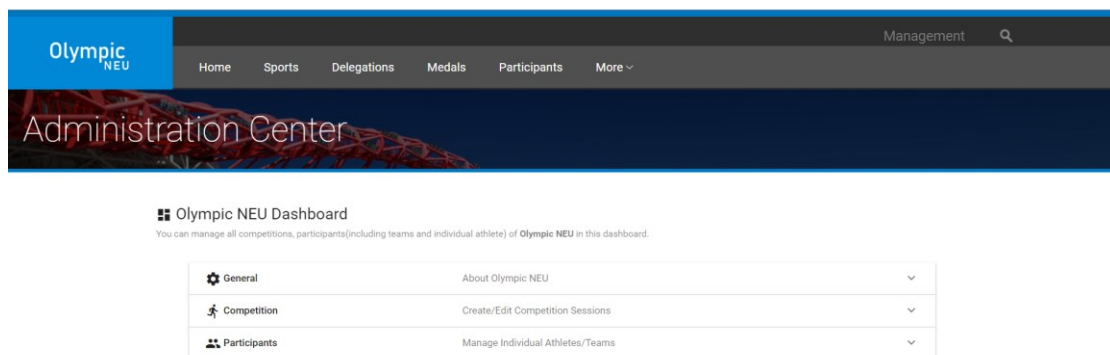 Management
Olympic
NEU
Home Sports Delegations Medals Participants More
Administration Center
Olympic NEU Dashboard
You can manage all competitions, participants(including teams and individual athlete) of Olympic NEU in this dashboard.
General About Olympic NEU
Competition Create/Edit Competition Sessions
Participants Manage Individual Athletes/Teams